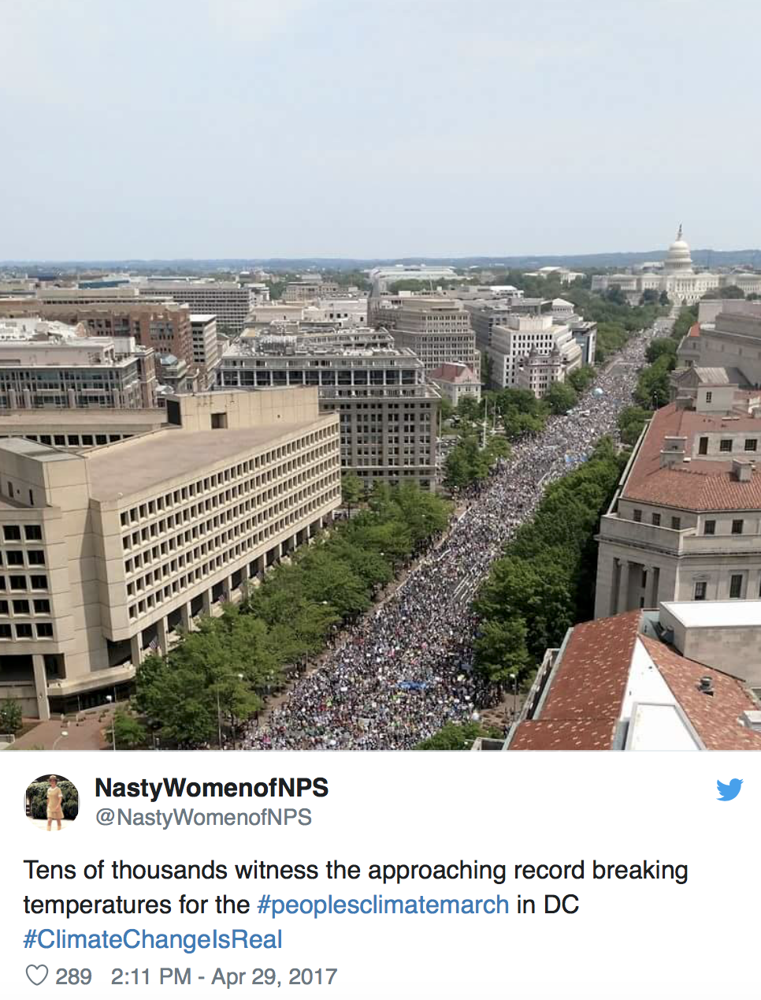 NastyWomenofNPS
@NastyWomenofNPS
Tens of thousands witness the approaching record breaking
temperatures for the #peoplesclimatemarch in DC
#ClimateChangeIsReal
289 2:11 PM - Apr 29, 2017